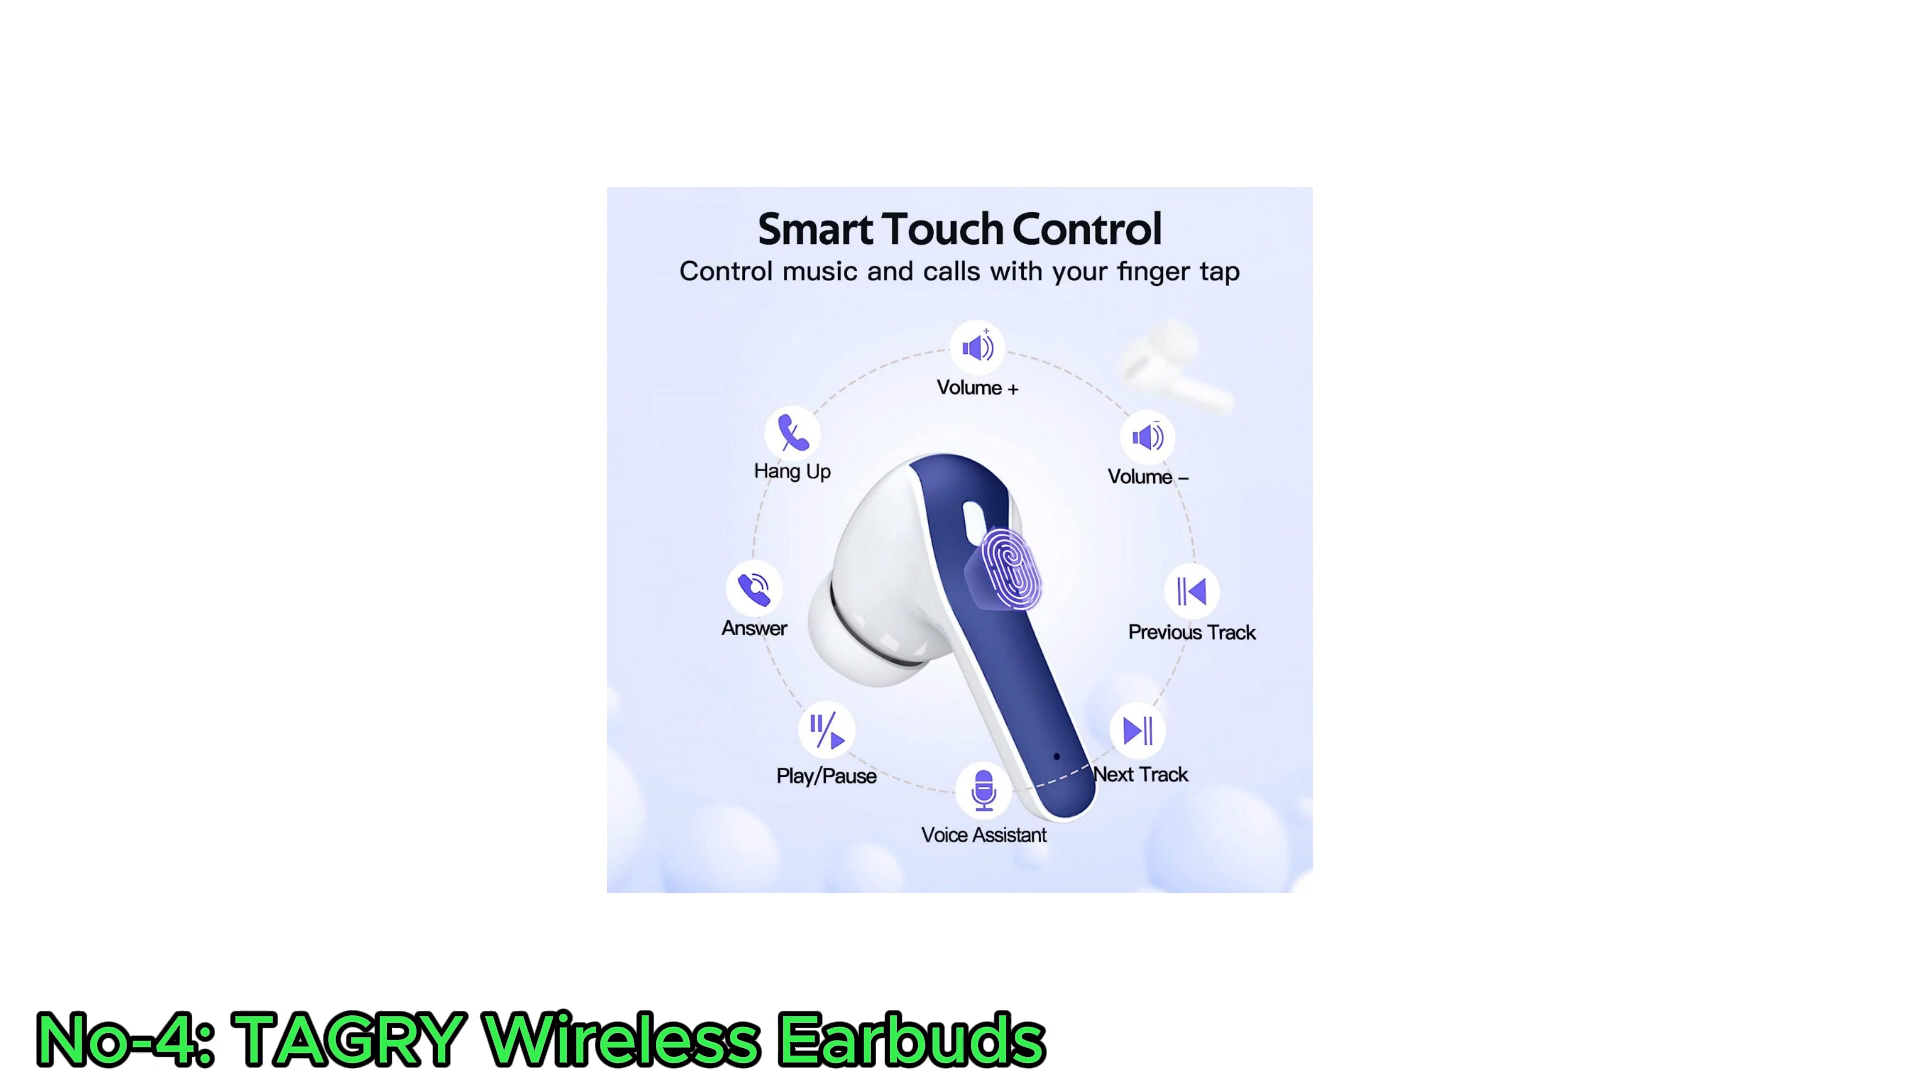 Smart Touch Control
Control music and calls with your finger tap
Volume +
Hang Up
Volume –
Answer
Previous Track
Play/Pause
Next Track
Voice Assistant
No-4: TAGRY Wireless Earbuds